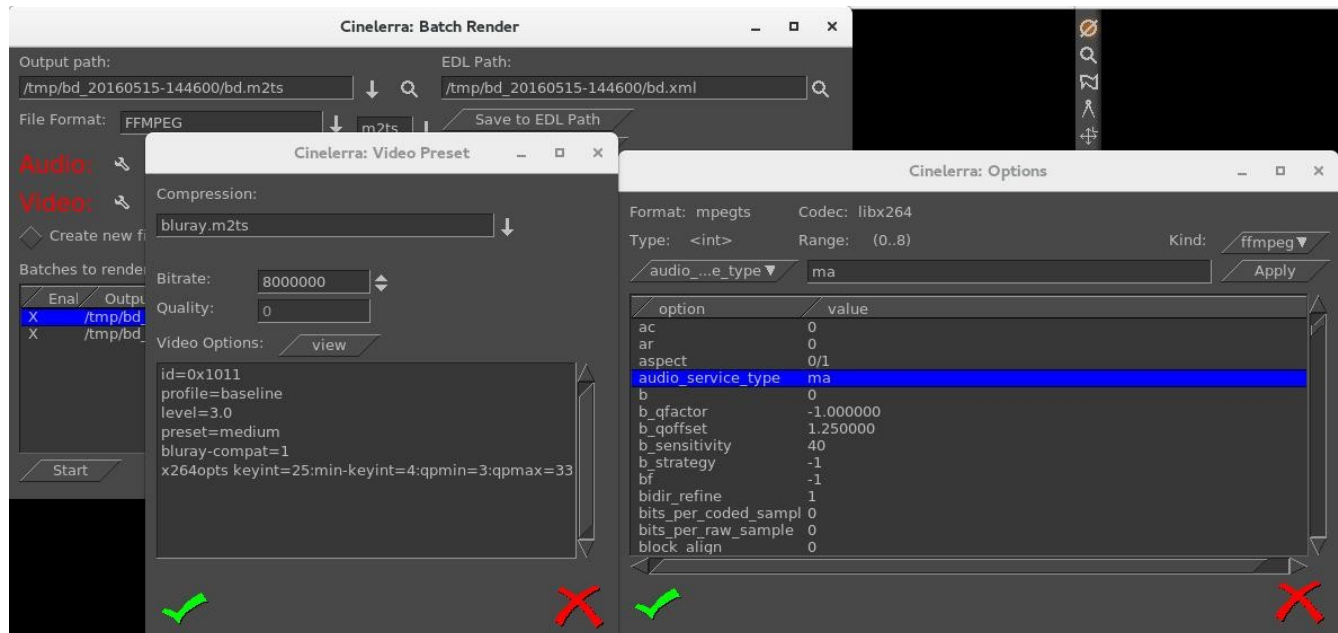 Cinelerra: Batch Render
Output path:
EDL Path:
/tmp/bd_20160515-144600/bd.m2ts
/tmp/bd_20160515-144600/bd.xml
File Format:
FFMPEG
m2ts
Save to EDL Path
Audio:
Video:
Create new fi
Batches to render
Enal
Outpu
X /tmp/bd_
X /tmp/bd_
Start
Cinelerra: Video Preset
Compression:
bluray.m2ts
Bitrate:
8000000
Quality:
0
Video Options:
view
id=0x1011
profile=baseline
level=3.0
preset=medium
bluray-compat=1
x264opts keyint=25:min-keyint=4:qpmin=3:qpmax=33
Cinelerra: Options
Format: mpegts
Codec: libx264
Type: <int>
Range: (0..8)
Kind:
ffmpeg
audio_...e_type
ma
Apply
option value
ac 0
ar 0
aspect 0/1
audio_service_type ma
b 0
b_qfactor -1.000000
b_qoffset 1.250000
b_sensitivity 40
b_strategy -1
bf -1
bidir_refine 1
bits_per_coded_sampl 0
bits_per_raw_sample 0
block_align 0